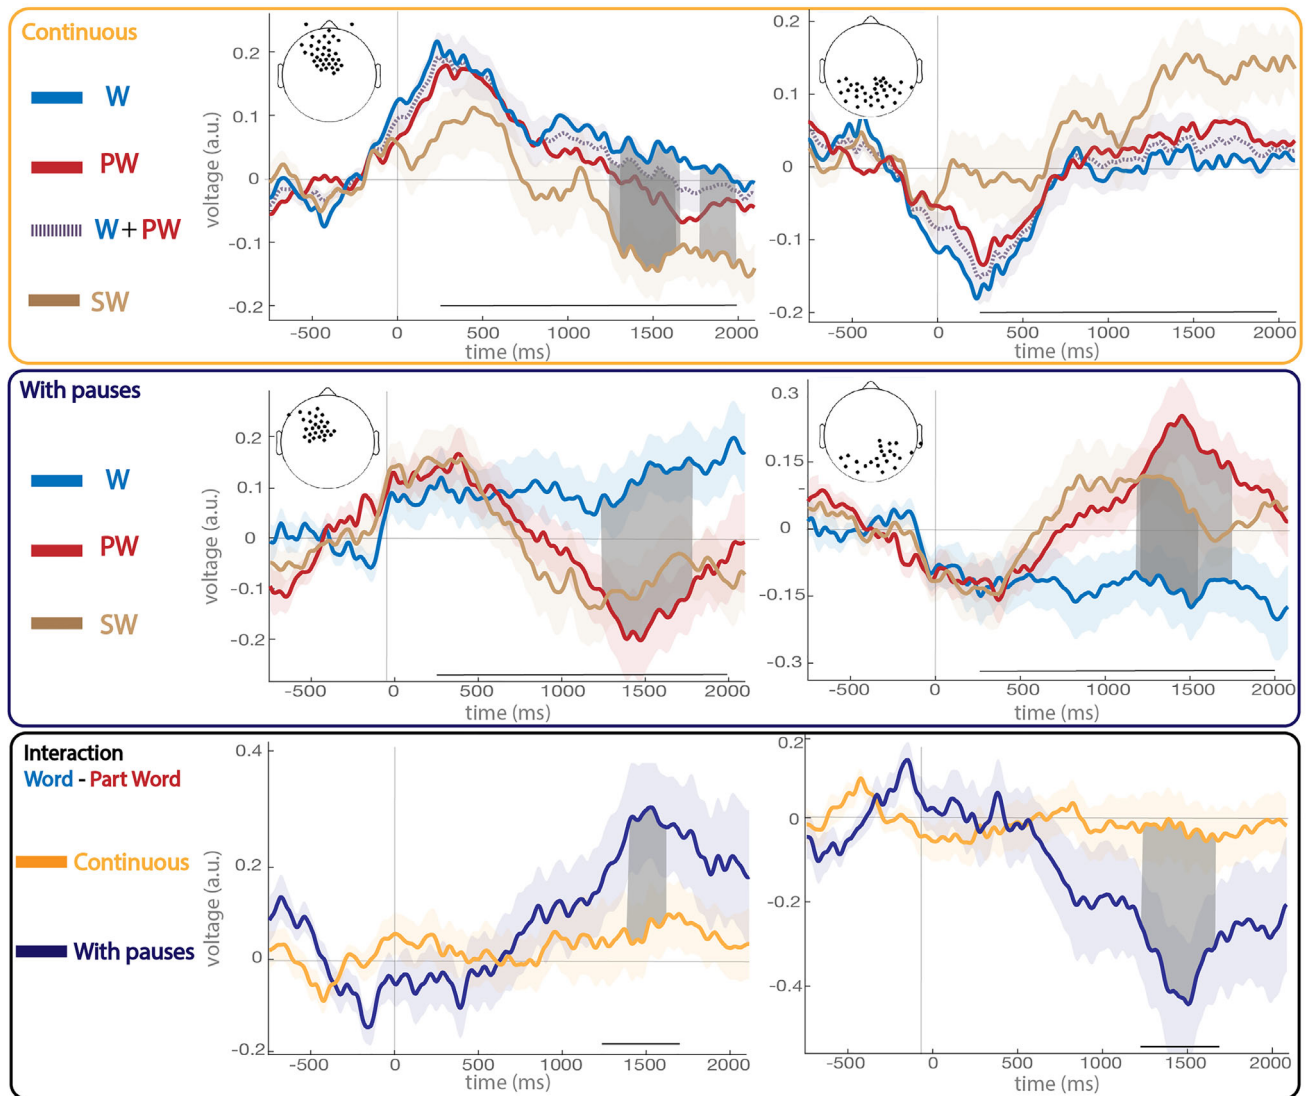 Continuous
W
PW
W+PW
SW
voltage (a.u.)
0.2
0.1
0
-0.1
-0.2
-500 0 500 1000 1500 2000
time (ms)
0.2
0.1
0
-0.1
-0.2
-500 0 500 1000 1500 2000
time (ms)
With pauses
W
PW
SW
voltage (a.u.)
0.2
0.1
0
-0.1
-0.2
-500 0 500 1000 1500 2000
time (ms)
0.3
0.15
0
-0.15
-0.3
-500 0 500 1000 1500 2000
time (ms)
Interaction
Word - Part Word
Continuous
With pauses
voltage (a.u.)
0.4
0.2
0
-0.2
-500 0 500 1000 1500 2000
time (ms)
0.2
0
-0.2
-0.4
-500 0 500 1000 1500 2000
time (ms)